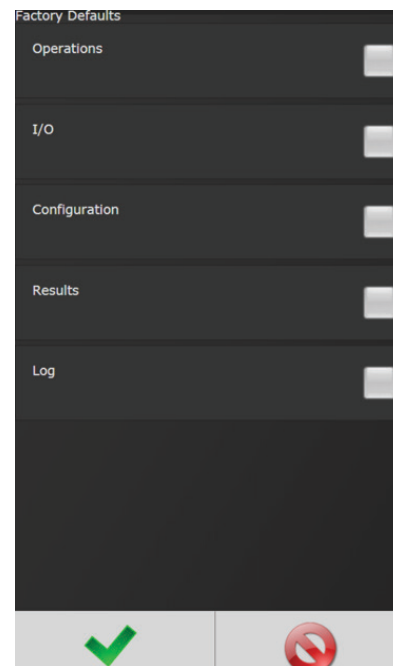 Factory Defaults
Operations
I/O
Configuration
Results
Log